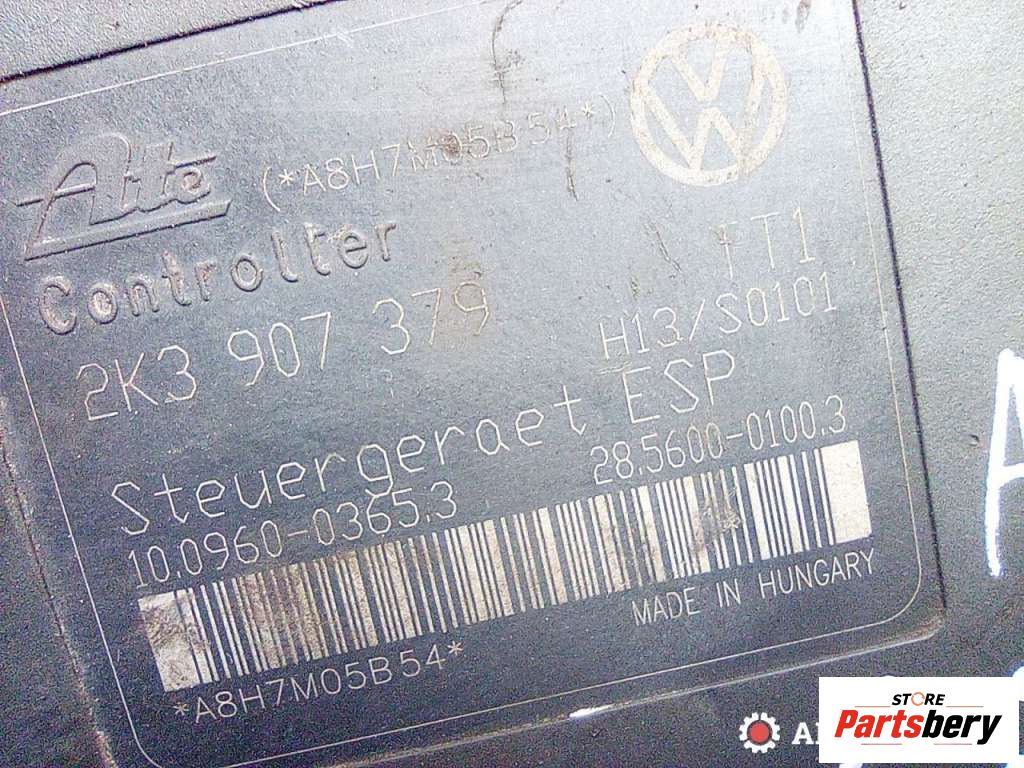 Ate (*A8H7M05B54*)
Controller
TT1
2K3 907 379 H13/S0101
Steuergeraet ESP
10.0960-0365.3 28.5600-0100.3
MADE IN HUNGARY
*A8H7M05B54*
STORE
Partsbery